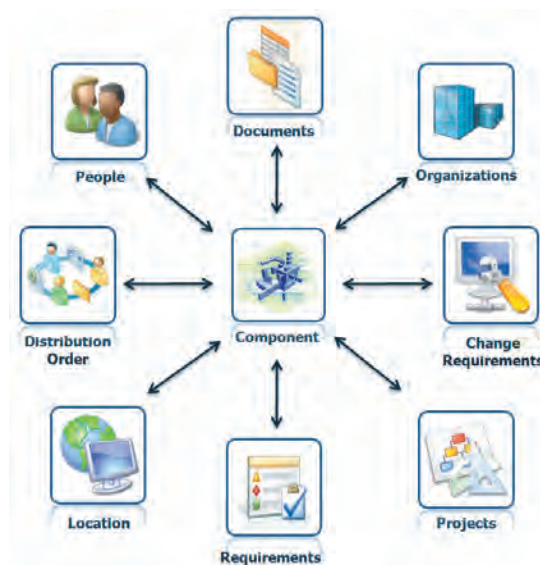 Documents
People
Organizations
Distribution
Order
Component
Change
Requirements
Location
Requirements
Projects